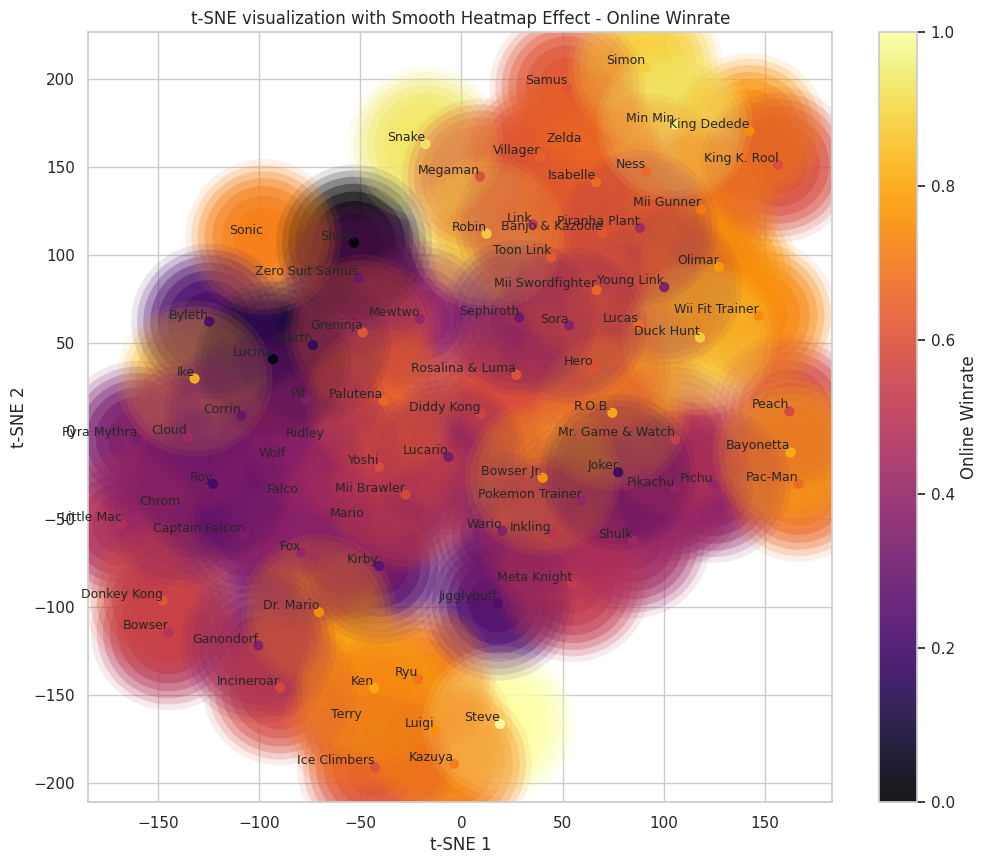 t-SNE visualization with Smooth Heatmap Effect - Online Winrate
Simon
Samus
Min Min
King Dedede
Snake
Zelda
Villager
King K. Rool
Megaman
Ness
Isabelle
Mii Gunner
Link
Piranha Plant
Robin
Banjo & Kazooie
Sonic
Toon Link
Olimar
Zero Suit Samus
Mii Swordfighter
Young Link
Byleth
Mewtwo
Sephiroth
Wii Fit Trainer
Greninja
Sora
Lucas
Duck Hunt
Lucina
Hero
Ike
Rosalina & Luma
Pit
Palutena
Corrin
Diddy Kong
R.O.B.
Peach
Pyra Mythra
Cloud
Ridley
Mr. Game & Watch
Wolf
Lucario
Bayonetta
Yoshi
Roy
Bowser Jr.
Joker
Pac-Man
Falco
Mii Brawler
Pikachu
Pichu
Chrom
Pokemon Trainer
Little Mac
Mario
Captain Falcon
Wario
Inkling
Shulk
Fox
Kirby
Meta Knight
Donkey Kong
Dr. Mario
Jigglypuff
Bowser
Ganondorf
Incineroar
Ken
Ryu
Terry
Luigi
Steve
Ice Climbers
Kazuya
200
150
100
50
0
−50
−100
−150
−200
t-SNE 2
−150
−100
−50
0
50
100
150
t-SNE 1
1.0
0.8
0.6
0.4
0.2
0.0
Online Winrate